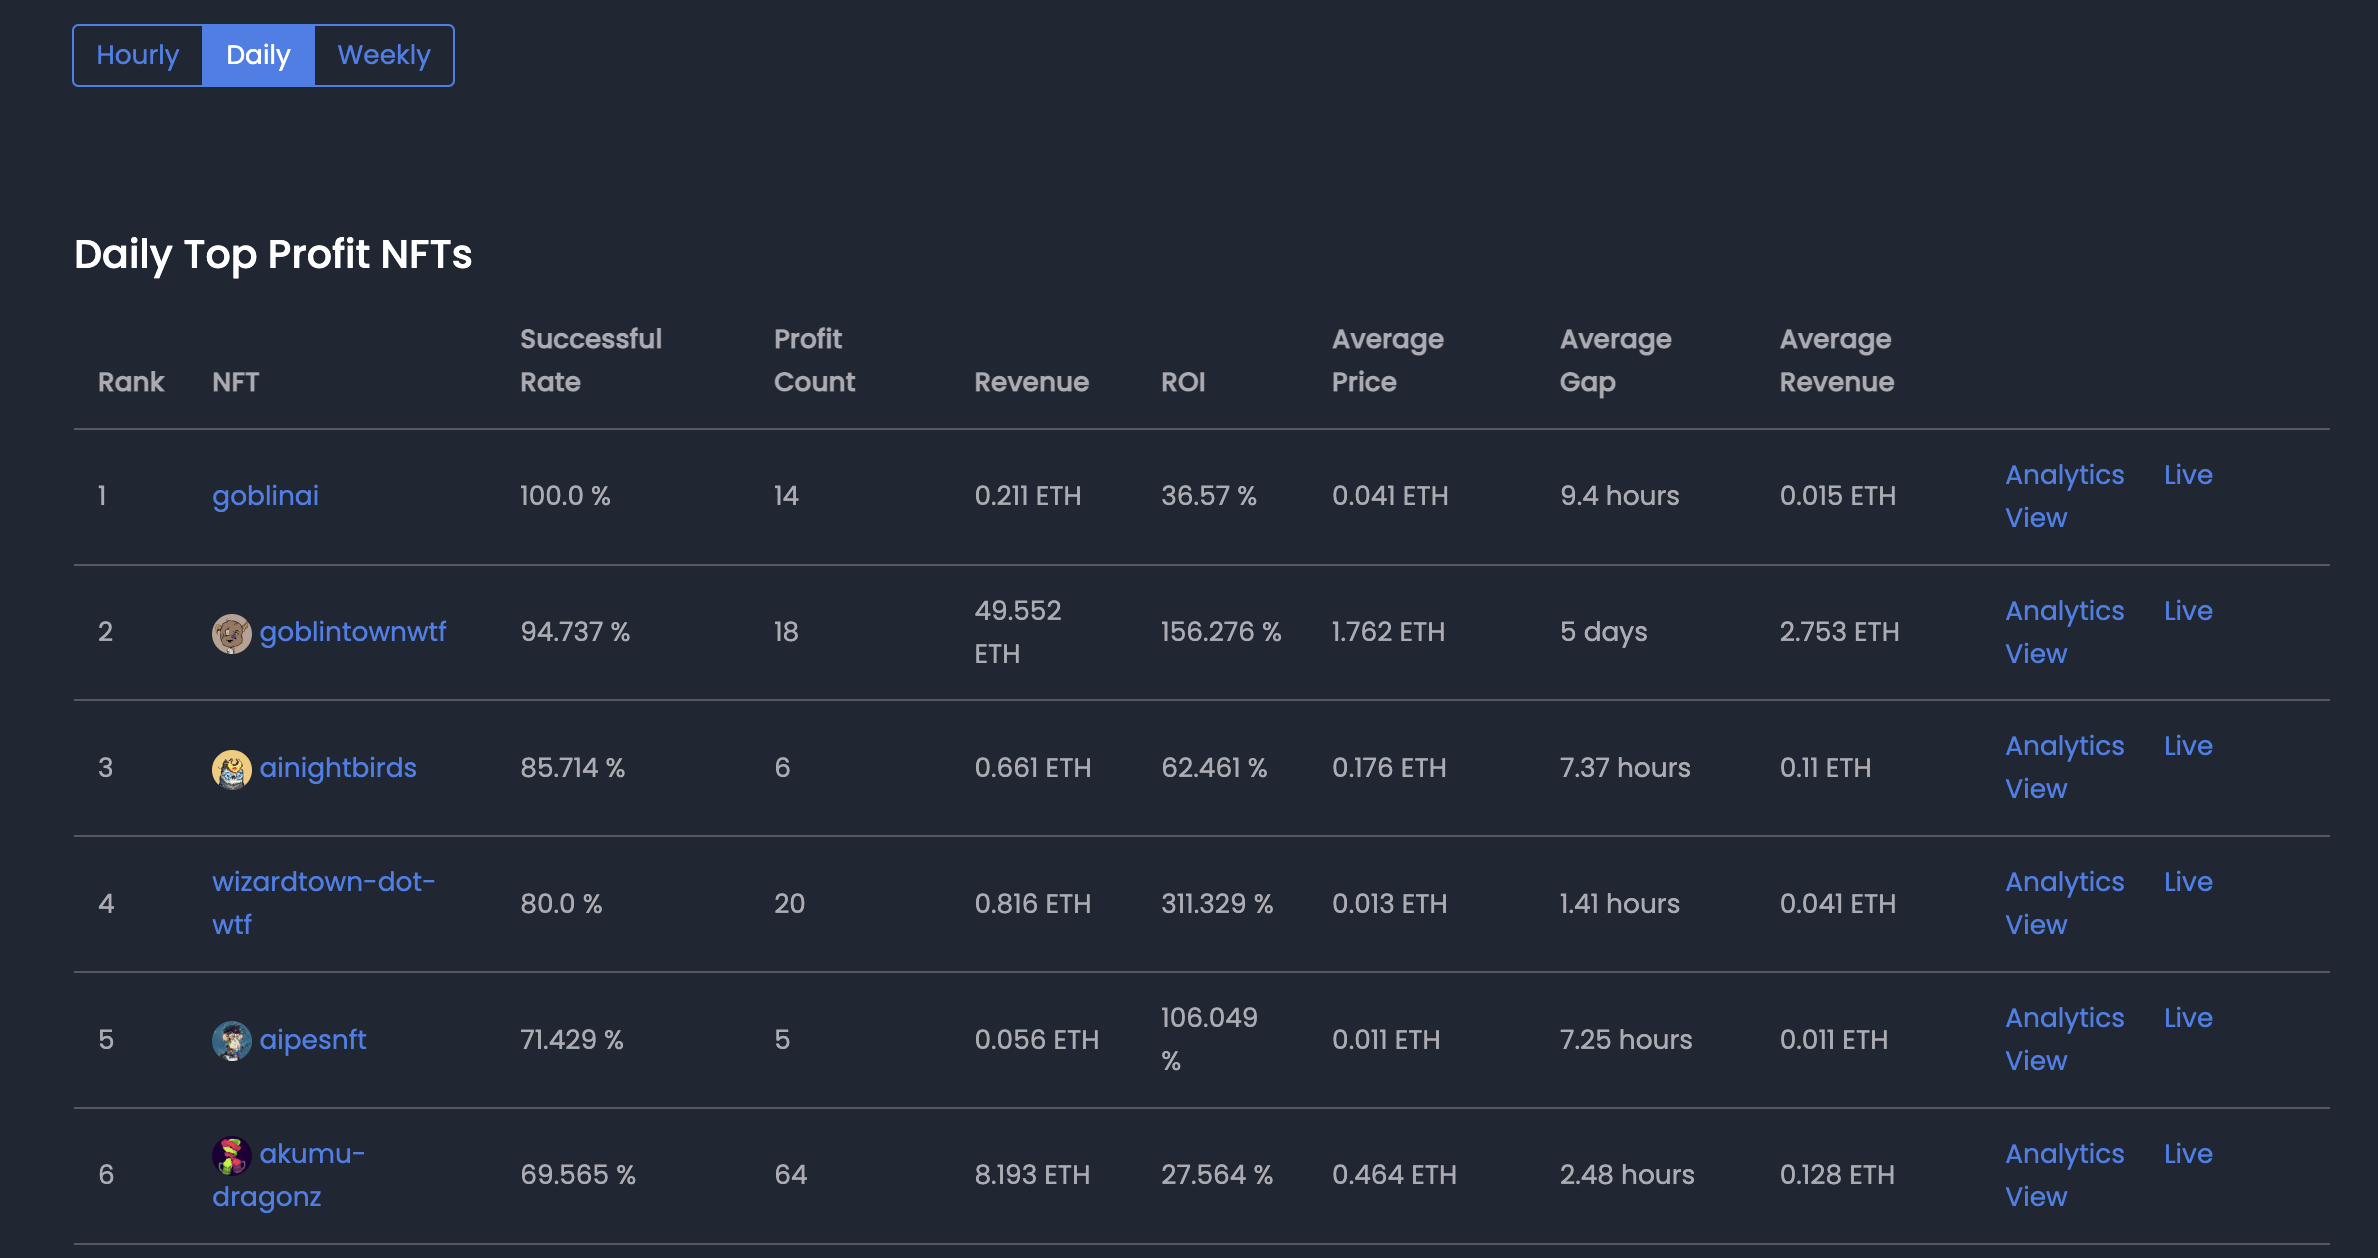 Hourly Daily Weekly
Daily Top Profit NFTs
Rank NFT Successful Rate Profit Count Revenue ROI Average Price Average Gap Average Revenue
1 goblinai 100.0 % 14 0.211 ETH 36.57 % 0.041 ETH 9.4 hours 0.015 ETH Analytics Live View
2 goblintownwtf 94.737 % 18 49.552 ETH 156.276 % 1.762 ETH 5 days 2.753 ETH Analytics Live View
3 ainightbirds 85.714 % 6 0.661 ETH 62.461 % 0.176 ETH 7.37 hours 0.11 ETH Analytics Live View
4 wizardtown-dot-wtf 80.0 % 20 0.816 ETH 311.329 % 0.013 ETH 1.41 hours 0.041 ETH Analytics Live View
5 aipesnft 71.429 % 5 0.056 ETH 106.049 % 0.011 ETH 7.25 hours 0.011 ETH Analytics Live View
6 akumu-dragonz 69.565 % 64 8.193 ETH 27.564 % 0.464 ETH 2.48 hours 0.128 ETH Analytics Live View